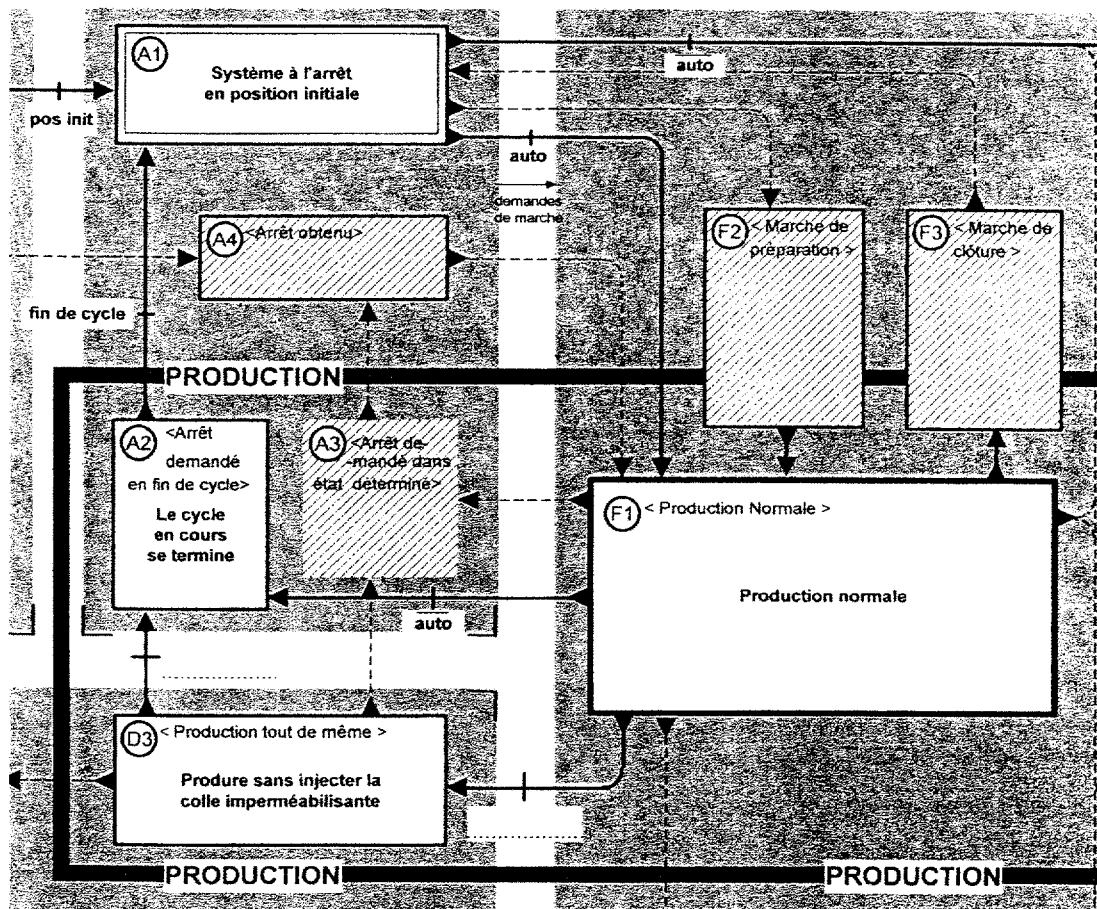 A1
Système à l'arrêt
en position initiale
pos init
auto
auto
demandes
de marche
A4 <Arrêt obtenu>
F2 < Marche de
préparation >
F3 < Marche de
clôture >
fin de cycle
PRODUCTION
A2 <Arrêt
demandé
en fin de cycle>
Le cycle
en cours
se termine
A3 <Arrêt de-
-mandé dans
état déterminé>
F1 < Production Normale >
Production normale
auto
D3 < Production tout de même >
Produre sans injecter la
colle imperméabilisante
PRODUCTION
PRODUCTION